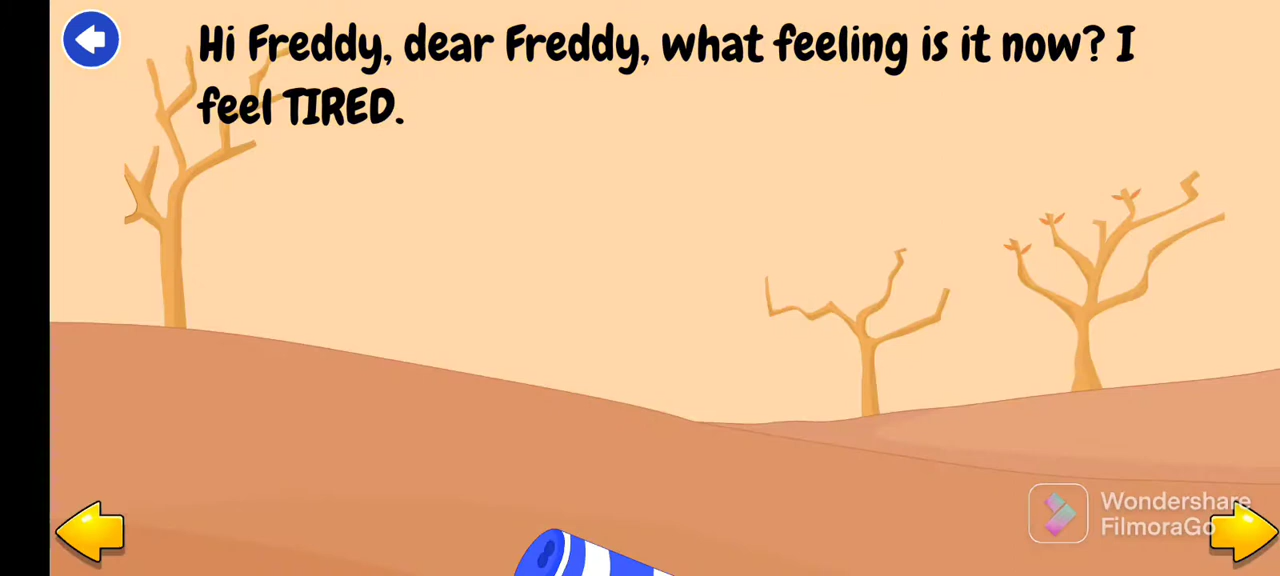 Hi Freddy, dear Freddy, what feeling is it now? I
feel TIRED.
Wondershare
FilmoraGo